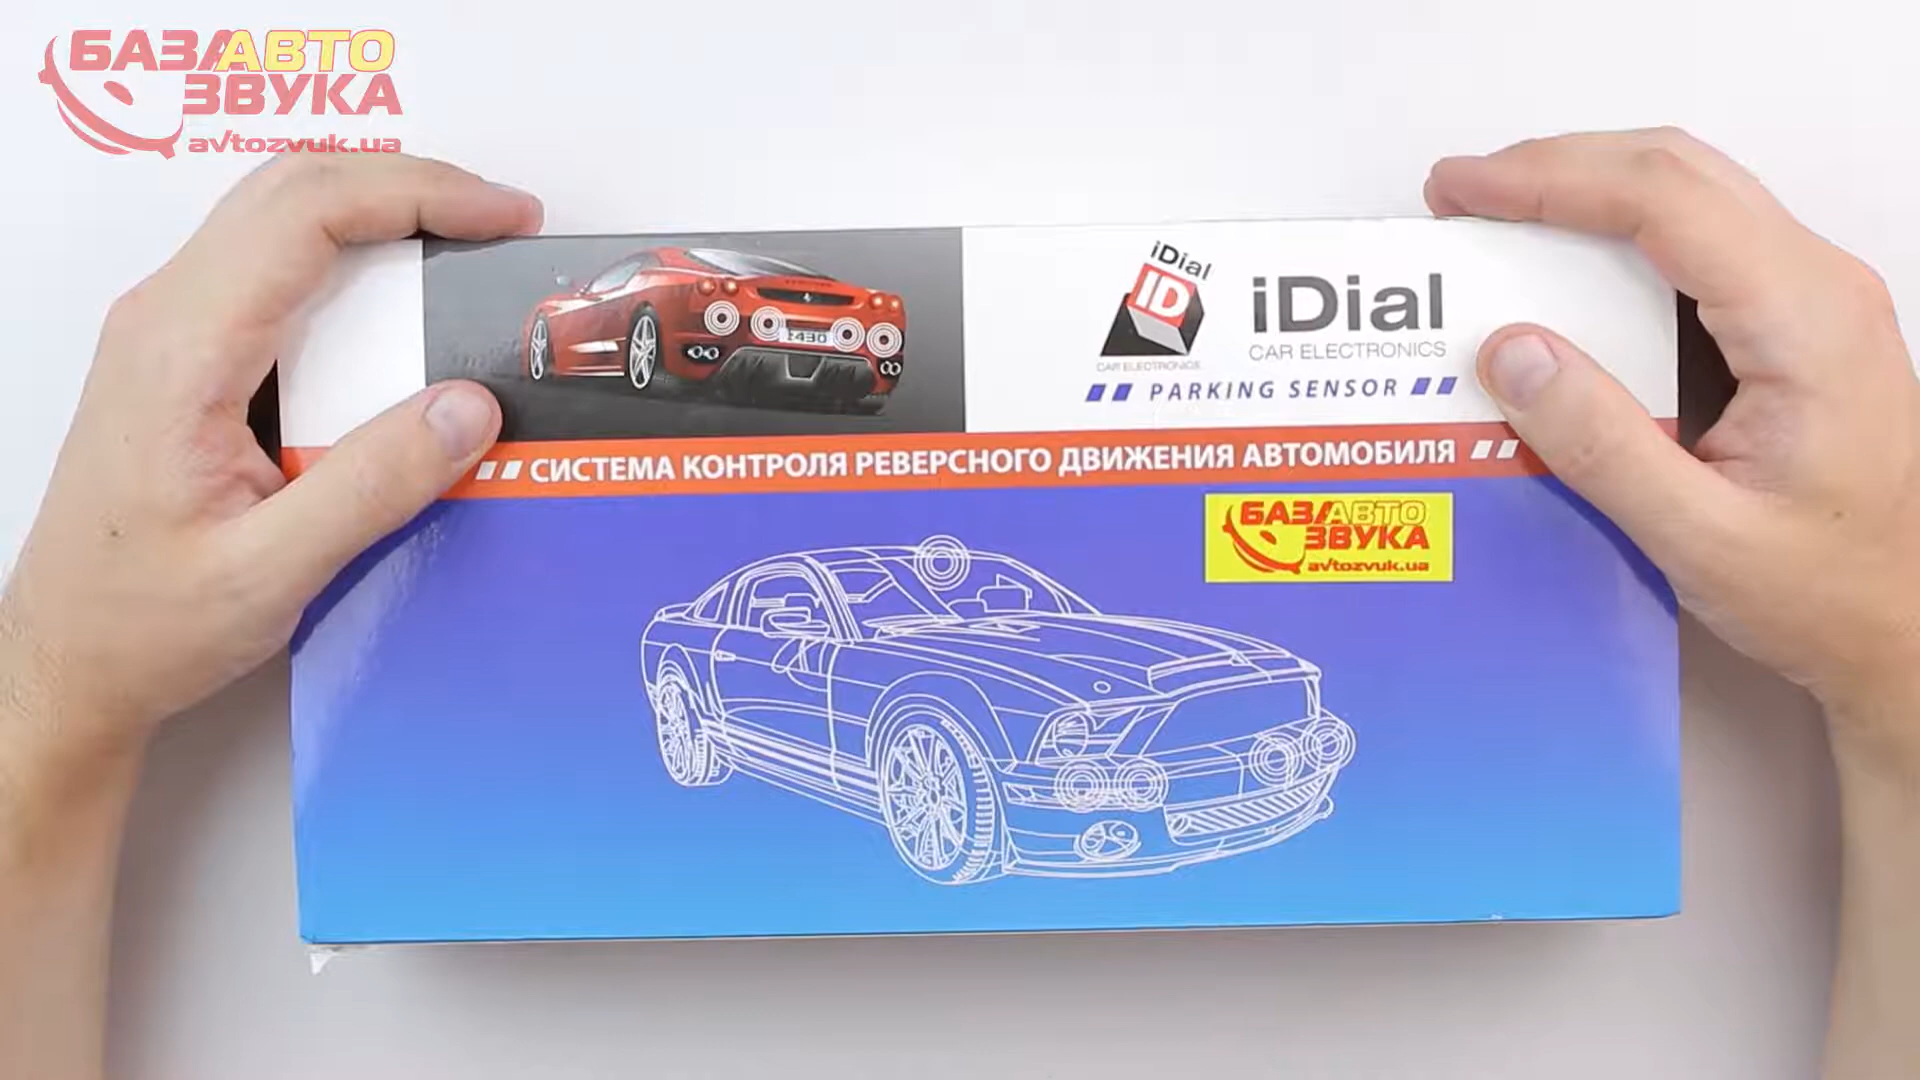 БАЗА АВТО
ЗВУКА
avtozvuk.ua
iDial
ID
CAR ELECTRONICS
iDial
CAR ELECTRONICS
PARKING SENSOR
СИСТЕМА КОНТРОЛЯ РЕВЕРСНОГО ДВИЖЕНИЯ АВТОМОБИЛЯ
БАЗА АВТО
ЗВУКА
avtozvuk.ua